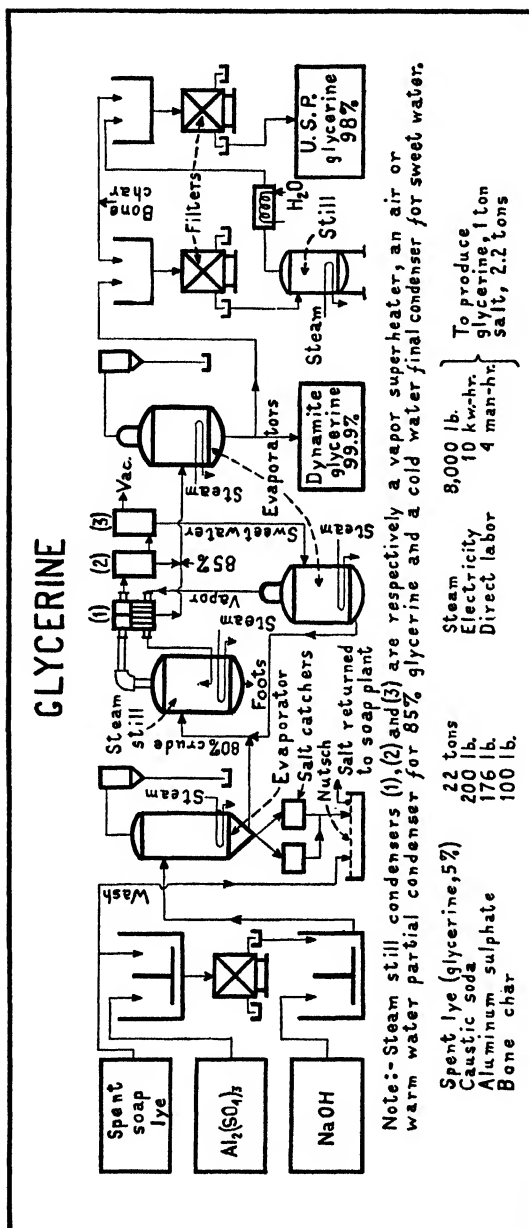 GLYCERINE
Spent
soap
lye
Al₂(SO₄)₃
NaOH
Wash
Steam
Evaporator
Salt catchers
Nutsch
Salt returned
to soap plant
Steam
still
80% crude
Foots
Steam
(1)
(2)
(3)
Vac.
Vapor
85%
Sweetwater
Steam
Steam
Evaporators
Dynamite
glycerine
99.9%
Bone
char
Filters
Steam
Still
H₂O
U.S.P.
glycerine
98%
Note:- Steam still condensers (1),(2) and (3) are respectively a vapor superheater, an air or
warm water partial condenser for 85% glycerine and a cold water final condenser for sweet water.
Spent lye (glycerine, 5%) 22 tons
Caustic soda 200 lb.
Aluminum sulphate 176 lb.
Bone char 100 lb.
Steam 8,000 lb.
Electricity 10 kw.-hr.
Direct labor 4 man-hr.
To produce
glycerine, 1 ton
salt, 2.2 tons